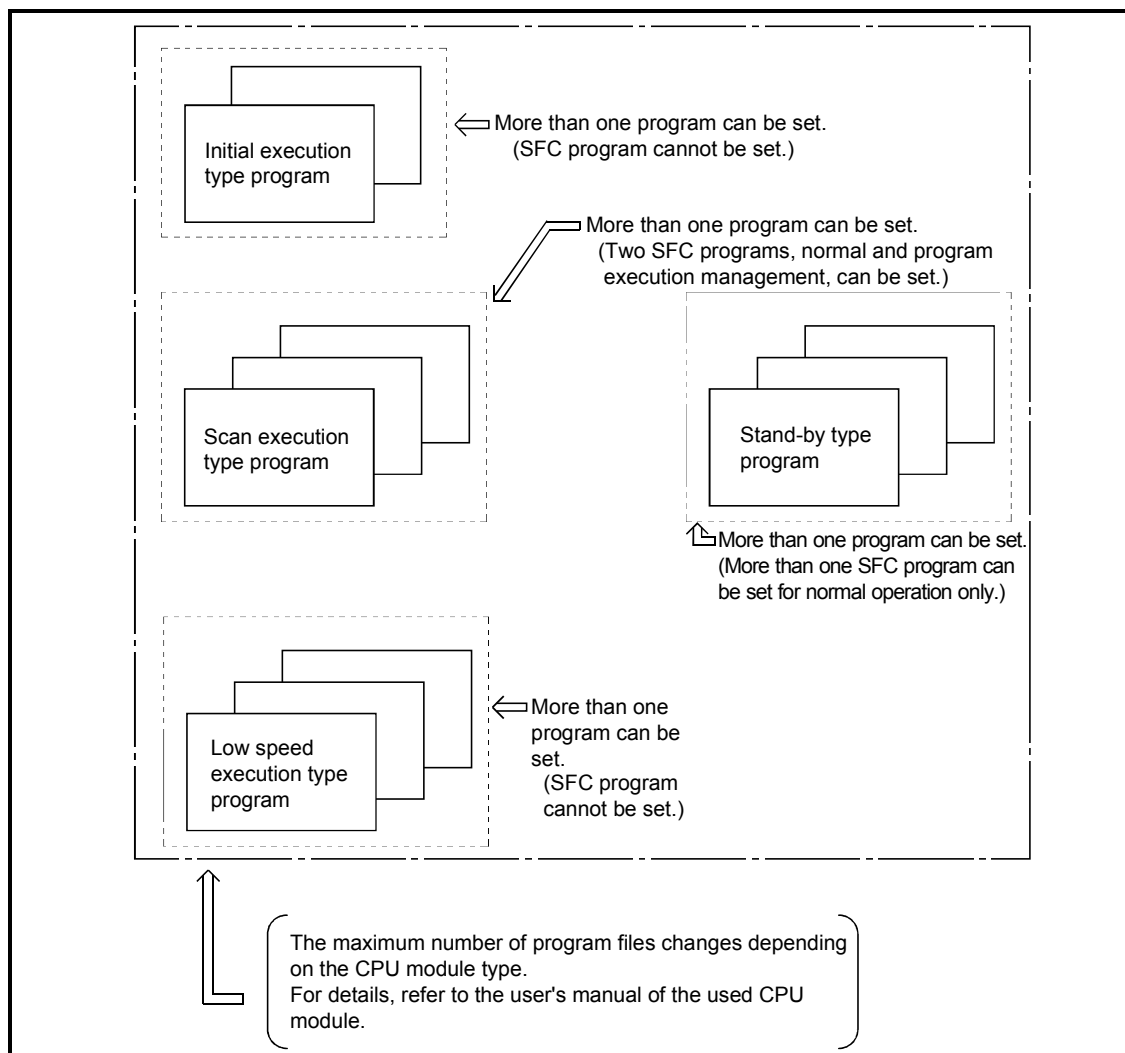 Initial execution
type program
More than one program can be set.
(SFC program cannot be set.)
More than one program can be set.
(Two SFC programs, normal and program
execution management, can be set.)
Scan execution
type program
Stand-by type
program
More than one program can be set.
(More than one SFC program can
be set for normal operation only.)
Low speed
execution type
program
More than one
program can be
set.
(SFC program
cannot be set.)
The maximum number of program files changes depending
on the CPU module type.
For details, refer to the user's manual of the used CPU
module.